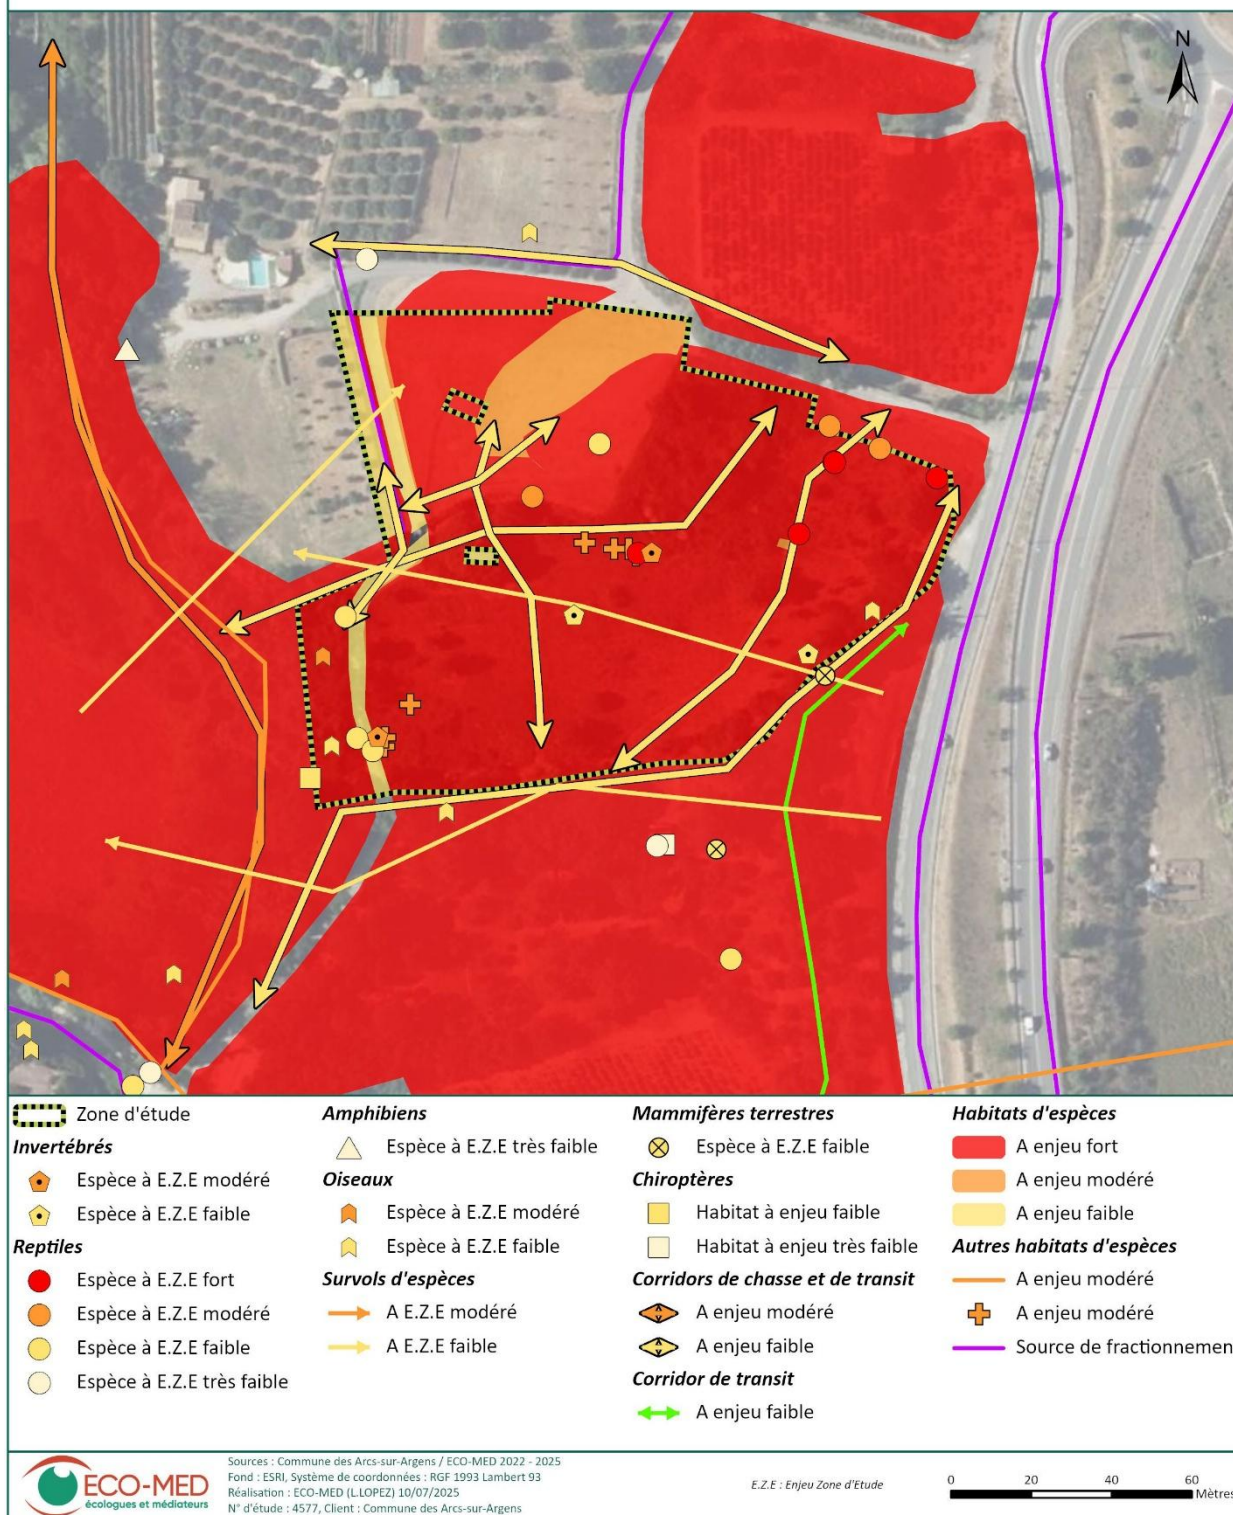 N
Zone d'étude
Invertébrés
Espèce à E.Z.E modéré
Espèce à E.Z.E faible
Reptiles
Espèce à E.Z.E fort
Espèce à E.Z.E modéré
Espèce à E.Z.E faible
Espèce à E.Z.E très faible
Amphibiens
Espèce à E.Z.E très faible
Oiseaux
Espèce à E.Z.E modéré
Espèce à E.Z.E faible
Survols d'espèces
A E.Z.E modéré
A E.Z.E faible
Mammifères terrestres
Espèce à E.Z.E faible
Chiroptères
Habitat à enjeu faible
Habitat à enjeu très faible
Corridors de chasse et de transit
A enjeu modéré
A enjeu faible
Corridor de transit
A enjeu faible
Habitats d'espèces
A enjeu fort
A enjeu modéré
A enjeu faible
Autres habitats d'espèces
A enjeu modéré
A enjeu modéré
Source de fractionnemen
ECO-MED
écologues et médiateurs
Sources : Commune des Arcs-sur-Argens / ECO-MED 2022 - 2025
Fond : ESRI, Système de coordonnées : RGF 1993 Lambert 93
Réalisation : ECO-MED (L.LOPEZ) 10/07/2025
N° d'étude : 4577, Client : Commune des Arcs-sur-Argens
E.Z.E : Enjeu Zone d'Etude
0 20 40 60
Mètres